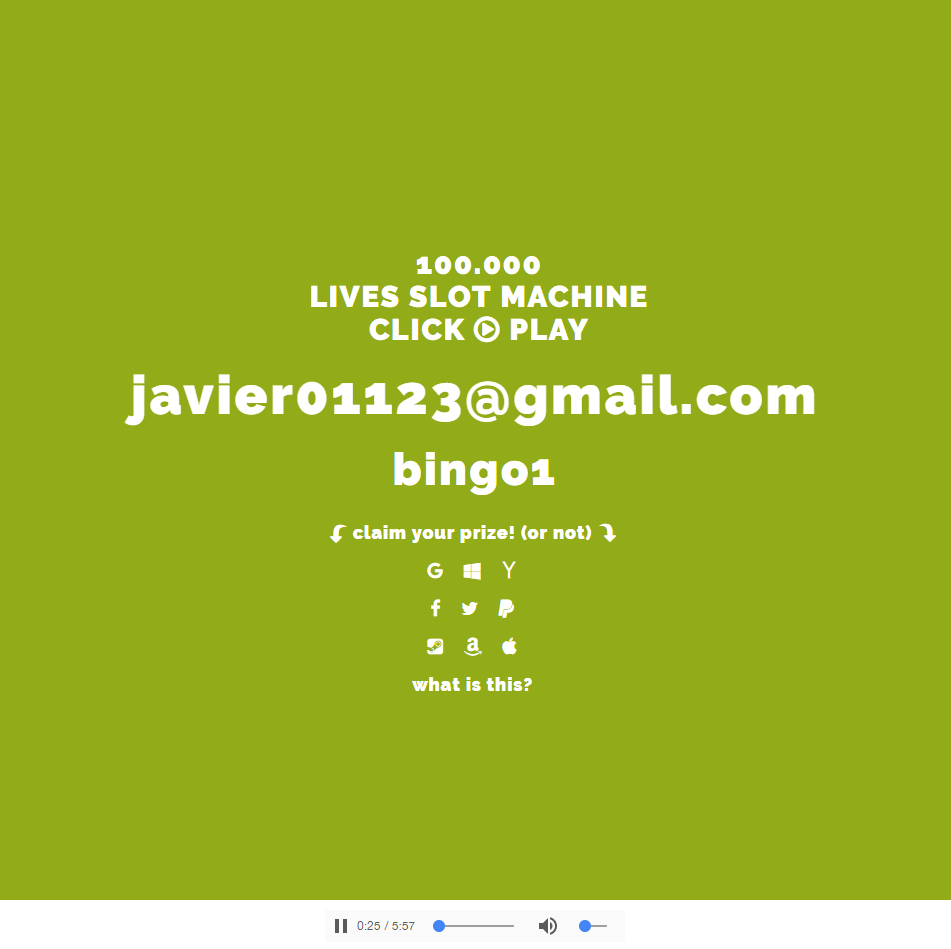 100.000
LIVES SLOT MACHINE
CLICK PLAY
javier01123@gmail.com
bingo1
claim your prize! (or not)
what is this?
0:25 / 5:57